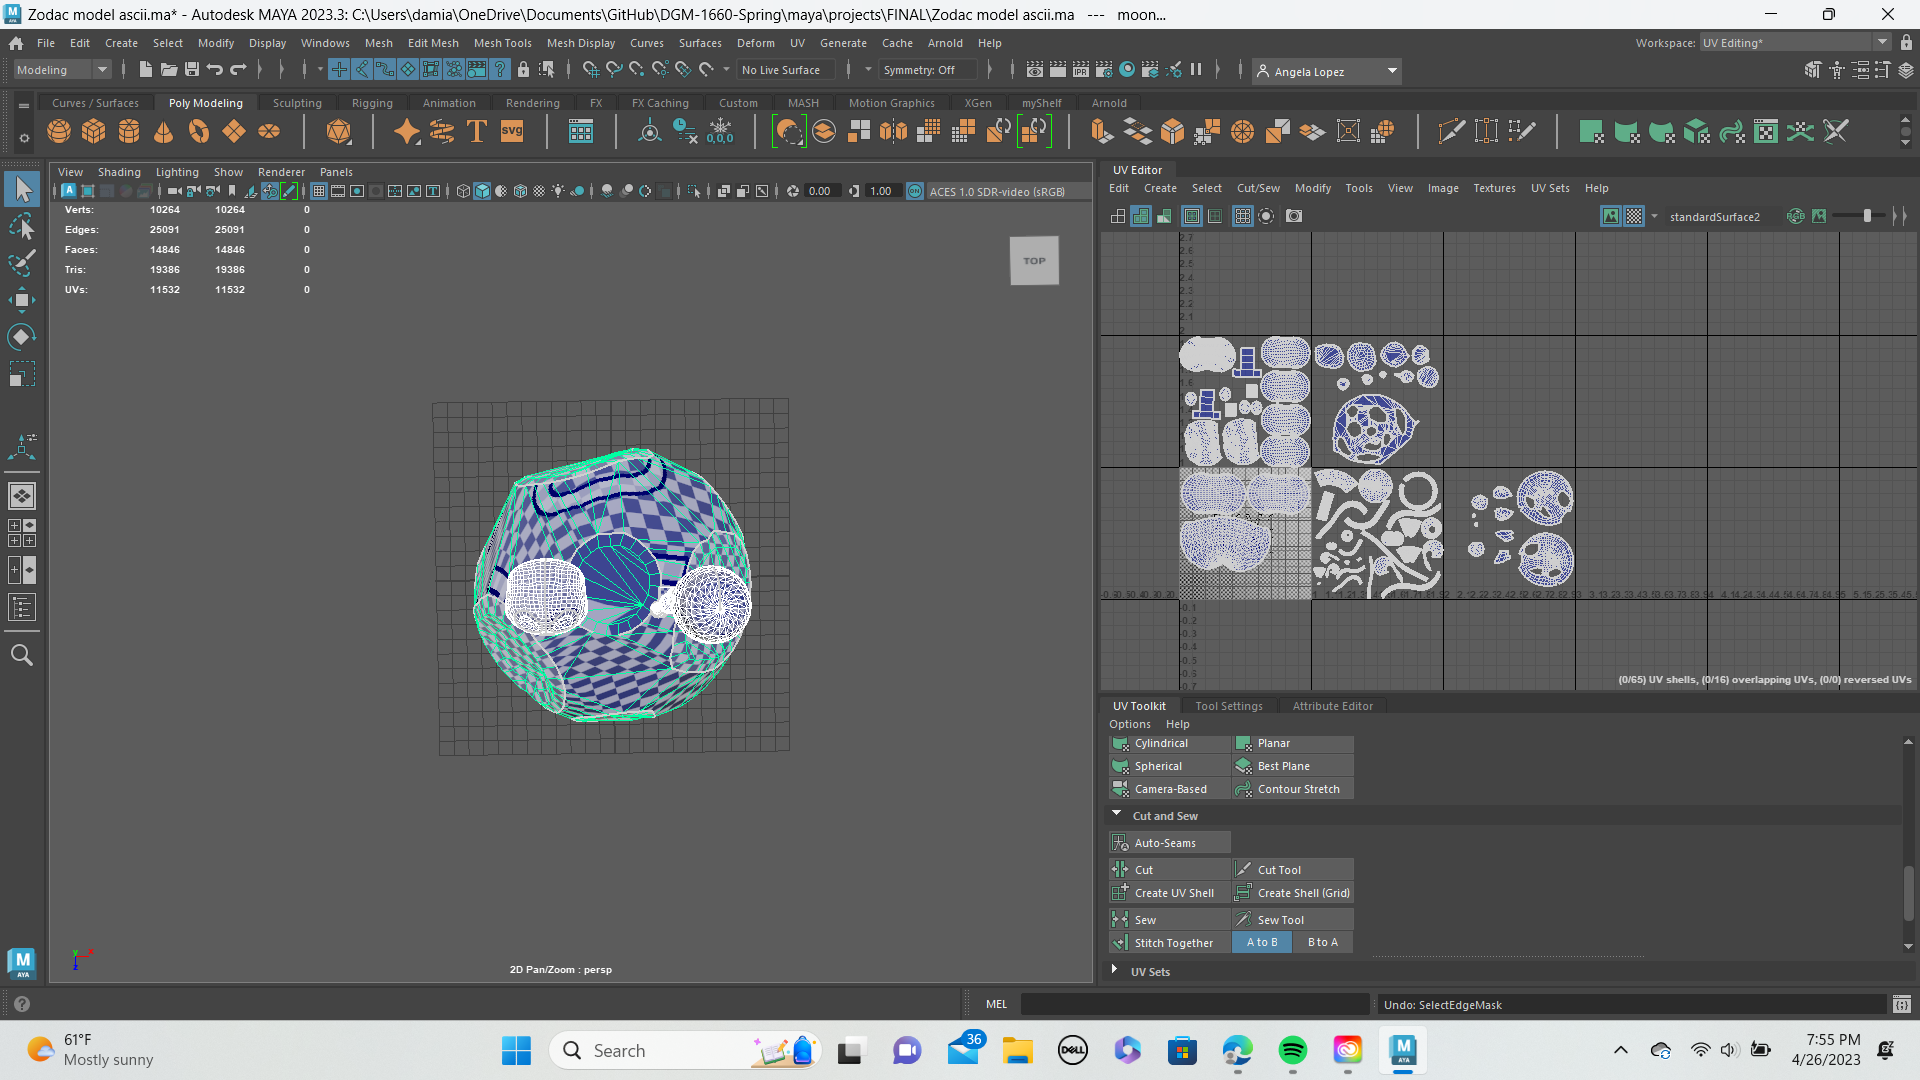 Zodac model ascii.ma* - Autodesk MAYA 2023.3: C:\Users\damia\OneDrive\Documents\GitHub\DGM-1660-Spring\maya\projects\FINAL\Zodac model ascii.ma --- moon...
File Edit Create Select Modify Display Windows Mesh Edit Mesh Mesh Tools Mesh Display Curves Surfaces Deform UV Generate Cache Arnold Help
Workspace: UV Editing*
Modeling No Live Surface Symmetry: Off Angela Lopez
Curves / Surfaces Poly Modeling Sculpting Rigging Animation Rendering FX FX Caching Custom MASH Motion Graphics XGen myShelf Arnold
View Shading Lighting Show Renderer Panels
0.00 1.00 ACES 1.0 SDR-video (sRGB)
Verts: 10264 10264 0
Edges: 25091 25091 0
Faces: 14846 14846 0
Tris: 19386 19386 0
UVs: 11532 11532 0
TOP
2D Pan/Zoom : persp
UV Editor
Edit Create Select Cut/Sew Modify Tools View Image Textures UV Sets Help
standardSurface2
(0/65) UV shells, (0/16) overlapping UVs, (0/0) reversed UVs
UV Toolkit Tool Settings Attribute Editor
Options Help
Cylindrical Planar
Spherical Best Plane
Camera-Based Contour Stretch
Cut and Sew
Auto-Seams
Cut Cut Tool
Create UV Shell Create Shell (Grid)
Sew Sew Tool
Stitch Together A to B B to A
UV Sets
MEL
Undo: SelectEdgeMask
61°F
Mostly sunny
Search
36
DELL
7:55 PM
4/26/2023